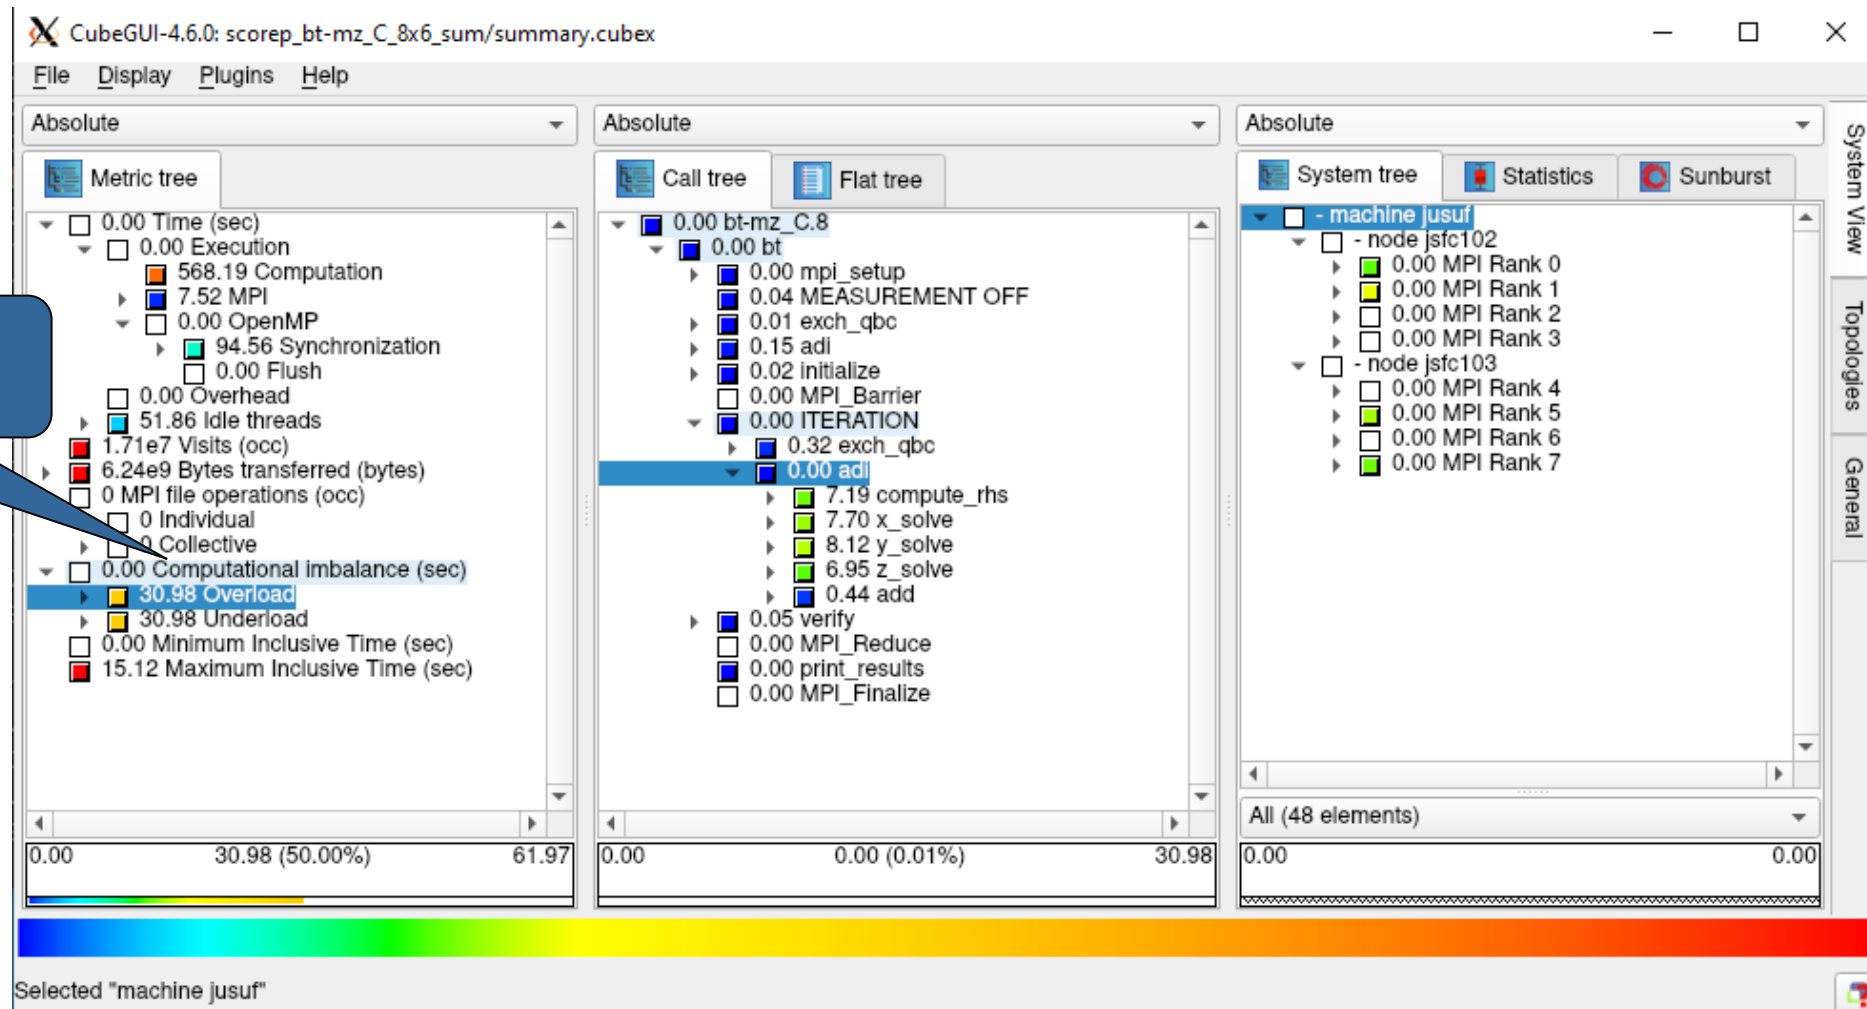 CubeGUI-4.6.0: scorep_bt-mz_C_8x6_sum/summary.cubex
File Display Plugins Help
Absolute
Metric tree
0.00 Time (sec)
0.00 Execution
568.19 Computation
7.52 MPI
0.00 OpenMP
94.56 Synchronization
0.00 Flush
0.00 Overhead
51.86 Idle threads
1.71e7 Visits (occ)
6.24e9 Bytes transferred (bytes)
0 MPI file operations (occ)
0 Individual
0 Collective
0.00 Computational imbalance (sec)
30.98 Overload
30.98 Underload
0.00 Minimum Inclusive Time (sec)
15.12 Maximum Inclusive Time (sec)
0.00 30.98 (50.00%) 61.97
Absolute
Call tree Flat tree
0.00 bt-mz_C.8
0.00 bt
0.00 mpi_setup
0.04 MEASUREMENT OFF
0.01 exch_qbc
0.15 adi
0.02 initialize
0.00 MPI_Barrier
0.00 ITERATION
0.32 exch_qbc
0.00 adi
7.19 compute_rhs
7.70 x_solve
8.12 y_solve
6.95 z_solve
0.44 add
0.05 verify
0.00 MPI_Reduce
0.00 print_results
0.00 MPI_Finalize
0.00 0.00 (0.01%) 30.98
Absolute
System tree Statistics Sunburst
- machine jusuf
- node jsfc102
0.00 MPI Rank 0
0.00 MPI Rank 1
0.00 MPI Rank 2
0.00 MPI Rank 3
- node jsfc103
0.00 MPI Rank 4
0.00 MPI Rank 5
0.00 MPI Rank 6
0.00 MPI Rank 7
All (48 elements)
0.00 0.00
System View
Topologies
General
Selected "machine jusuf"